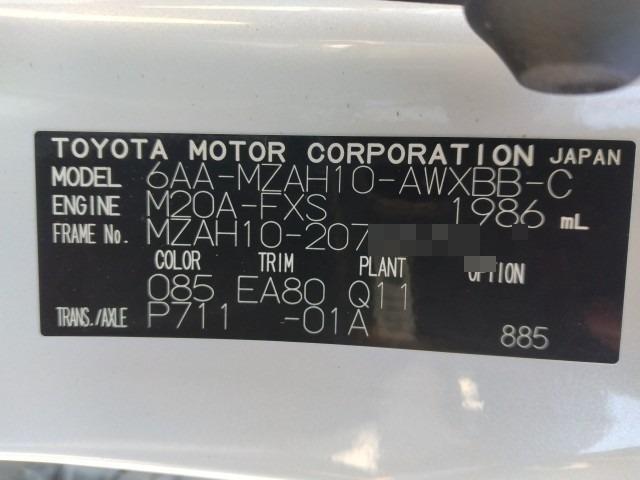 TOYOTA MOTOR CORPORATION JAPAN
MODEL 6AA-MZAH10-AWXBB-C
ENGINE M20A-FXS 1986 mL
FRAME No. MZAH10-207
COLOR TRIM PLANT OPTION
085 EA80 Q11
TRANS./AXLE P711 -01A
885